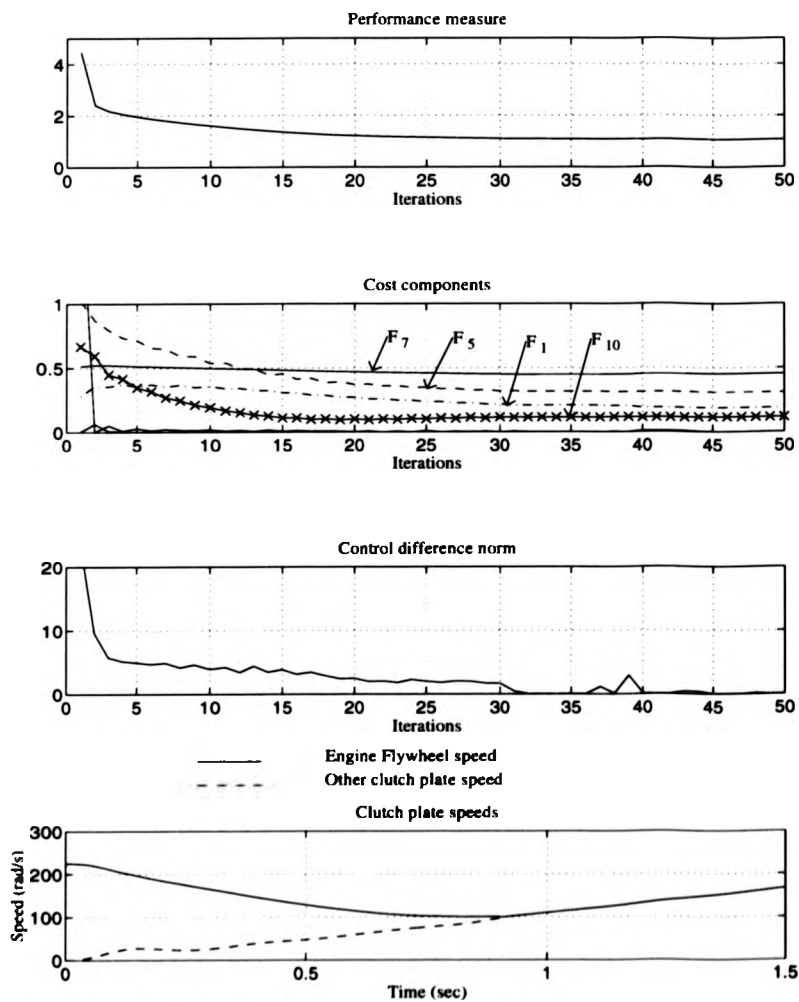 Performance measure
4
2
0
0 5 10 15 20 25 30 35 40 45 50
Iterations
Cost components
1
0.5
0
F7 F5 F1 F10
0 5 10 15 20 25 30 35 40 45 50
Iterations
Control difference norm
20
10
0
0 5 10 15 20 25 30 35 40 45 50
Iterations
Engine Flywheel speed
Other clutch plate speed
Clutch plate speeds
300
200
100
0
Speed (rad/s)
0 0.5 1 1.5
Time (sec)